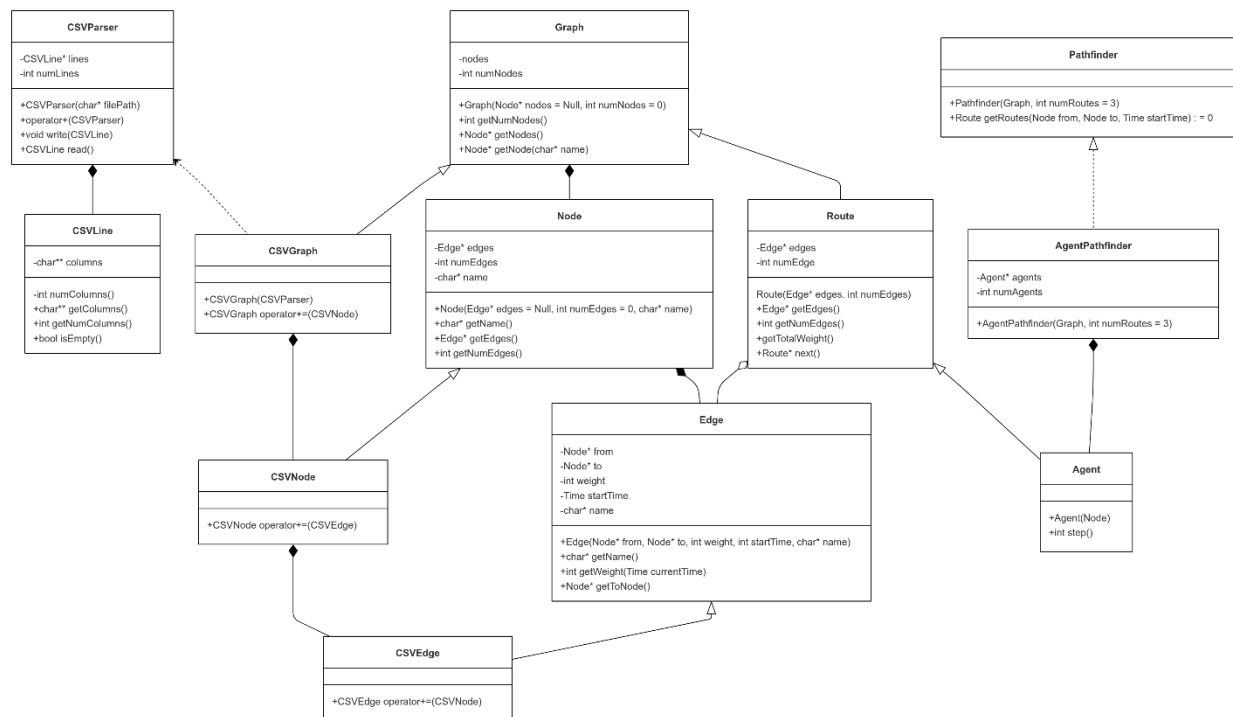 CSVParser
-CSVLine* lines
-int numLines
+CSVParser(char* filePath)
+operator+(CSVParser)
+void write(CSVLine)
+CSVLine read()
Graph
-nodes
-int numNodes
+Graph(Node* nodes = Null, int numNodes = 0)
+int getNumNodes()
+Node* getNodes()
+Node* getNode(char* name)
Pathfinder
+Pathfinder(Graph, int numRoutes = 3)
+Route getRoutes(Node from, Node to, Time startTime) : = 0
CSVLine
-char** columns
-int numColumns()
+char** getColumns()
+int getNumColumns()
+bool isEmpty()
CSVGraph
+CSVGraph(CSVParser)
+CSVGraph operator+=(CSVNode)
Node
-Edge* edges
-int numEdges
-char* name
+Node(Edge* edges = Null, int numEdges = 0, char* name)
+char* getName()
+Edge* getEdges()
+int getNumEdges()
Route
-Edge* edges
-int numEdge
Route(Edge* edges, int numEdges)
+Edge* getEdges()
+int getNumEdges()
+getTotalWeight()
+Route* next()
AgentPathfinder
-Agent* agents
-int numAgents
+AgentPathfinder(Graph, int numRoutes = 3)
CSVNode
+CSVNode operator+=(CSVEdge)
Edge
-Node* from
-Node* to
-int weight
-Time startTime
-char* name
+Edge(Node* from, Node* to, int weight, int startTime, char* name)
+char* getName()
+int getWeight(Time currentTime)
+Node* getToNode()
Agent
+Agent(Node)
+int step()
CSVEdge
+CSVEdge operator+=(CSVNode)